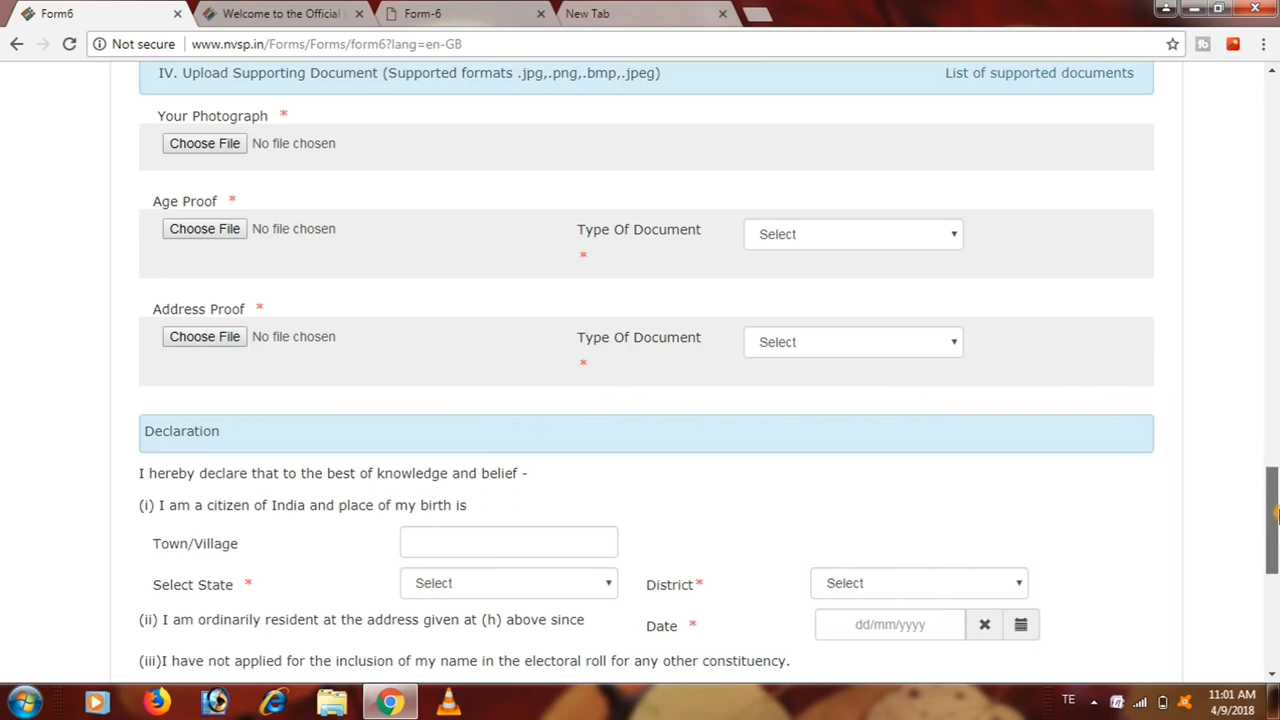 Form6
Welcome to the Official
Form-6
New Tab
Not secure
www.nvsp.in/Forms/Forms/form6?lang=en-GB
IV. Upload Supporting Document (Supported formats .jpg,.png,.bmp,.jpeg)
List of supported documents
Your Photograph *
Choose File No file chosen
Age Proof *
Choose File No file chosen
Type Of Document
*
Select
Address Proof *
Choose File No file chosen
Type Of Document
*
Select
Declaration
I hereby declare that to the best of knowledge and belief -
(i) I am a citizen of India and place of my birth is
Town/Village
Select State * Select
District* Select
(ii) I am ordinarily resident at the address given at (h) above since
Date * dd/mm/yyyy
(iii)I have not applied for the inclusion of my name in the electoral roll for any other constituency.
TE
11:01 AM
4/9/2018